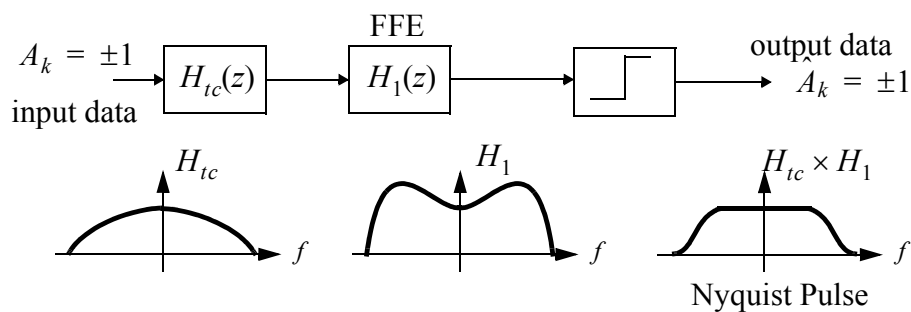 FFE
A_k = ±1
input data
H_tc(z)
H_1(z)
output data
Â_k = ±1
H_tc
f
H_1
f
H_tc × H_1
f
Nyquist Pulse